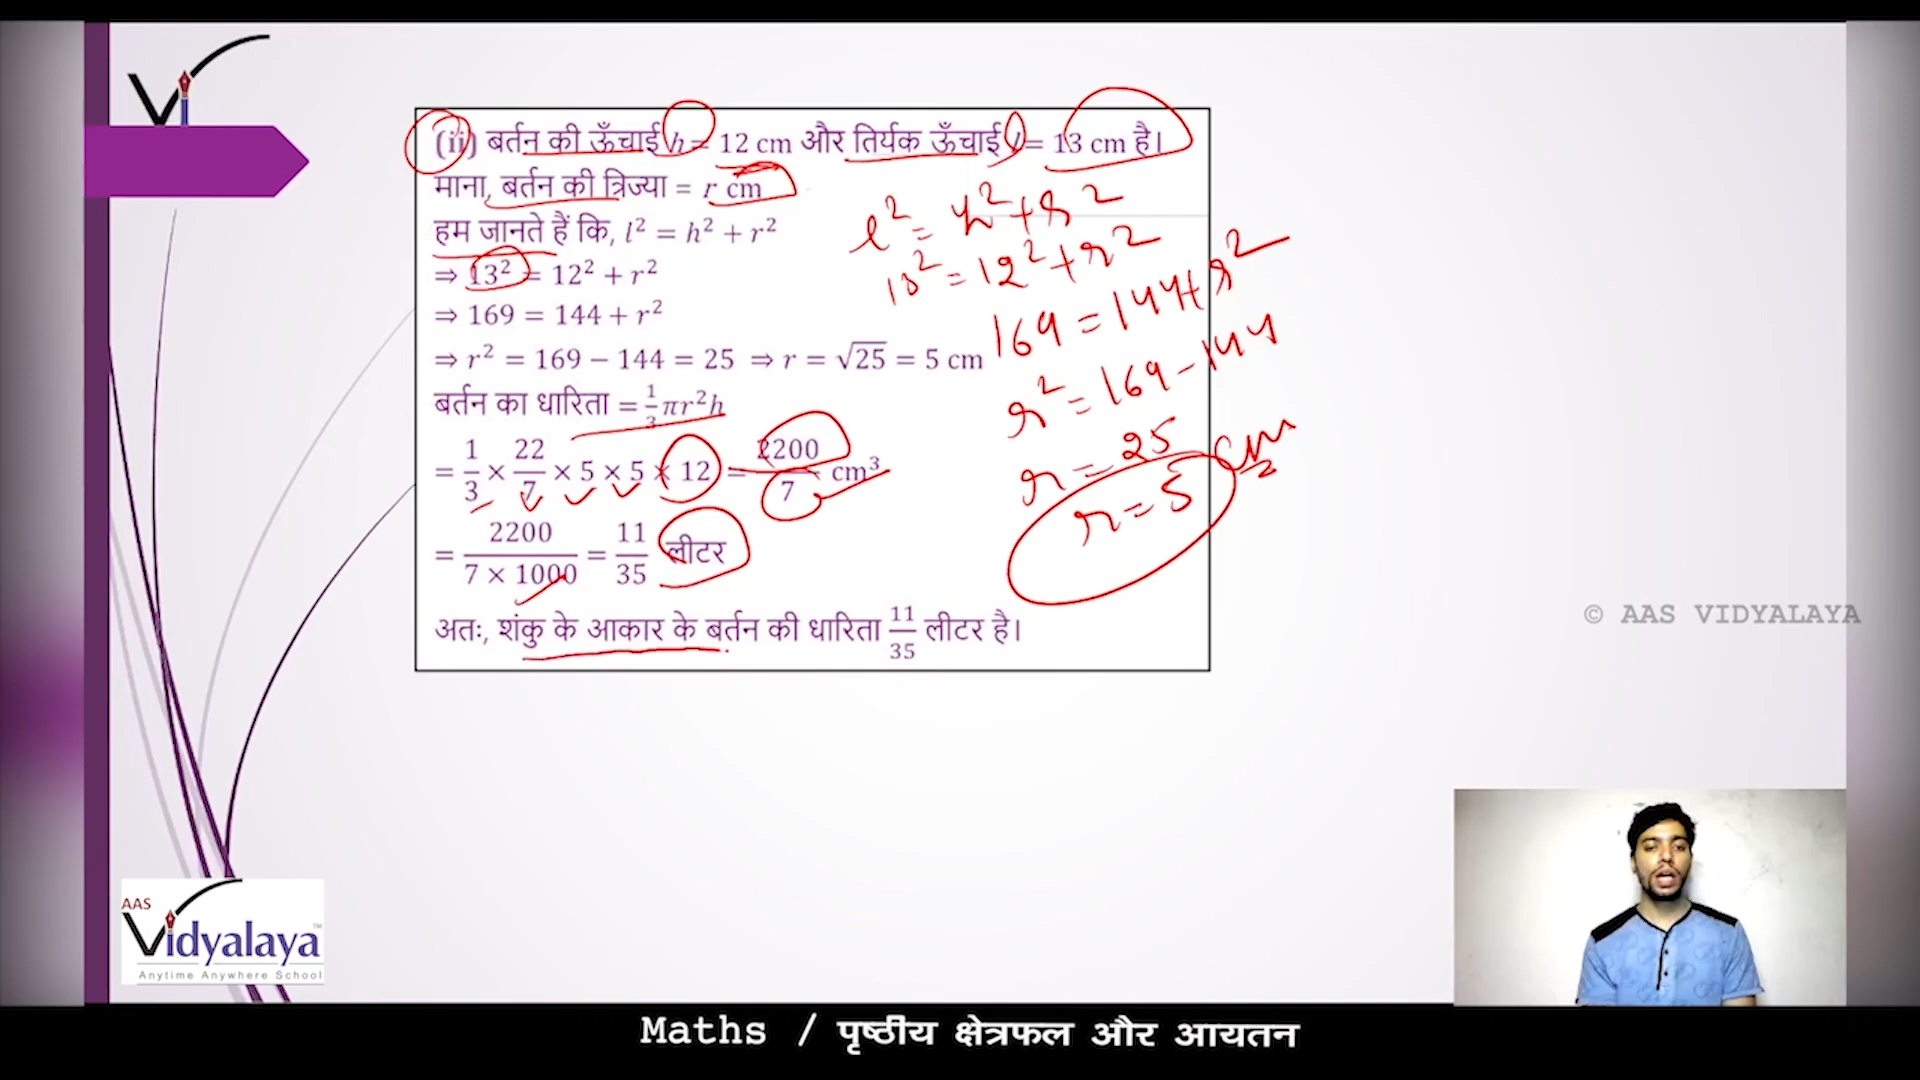 (ii) बर्तन की ऊँचाई h = 12 cm और तिर्यक ऊँचाई l = 13 cm है।
माना, बर्तन की त्रिज्या = r cm
हम जानते हैं कि, l² = h² + r²
⇒ 13² = 12² + r²
⇒ 169 = 144 + r²
⇒ r² = 169 − 144 = 25 ⇒ r = √25 = 5 cm
बर्तन का धारिता = 1/3 πr²h
= 1/3 × 22/7 × 5 × 5 × 12 = 2200/7 cm³
= 2200/(7 × 1000) = 11/35 लीटर
अतः, शंकु के आकार के बर्तन की धारिता 11/35 लीटर है।
l² = h² + r²
13² = 12² + r²
169 = 144 + r²
r² = 169 − 144
r = 25
r = 5 cm
© AAS VIDYALAYA
AAS
Vidyalaya™
Anytime Anywhere School
Maths / पृष्ठीय क्षेत्रफल और आयतन